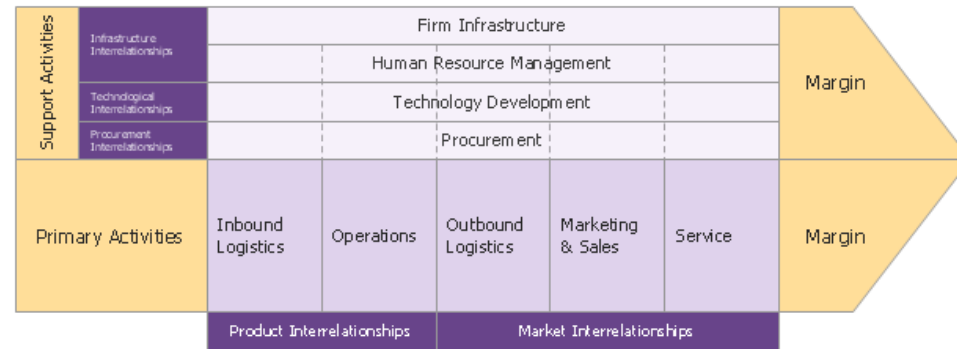 Support Activities
Infrastructure
Interrelationships
Technological
Interrelationships
Procurement
Interrelationships
Firm Infrastructure
Human Resource Management
Technology Development
Procurement
Margin
Primary Activities
Inbound
Logistics
Operations
Outbound
Logistics
Marketing
& Sales
Service
Margin
Product Interrelationships
Market Interrelationships